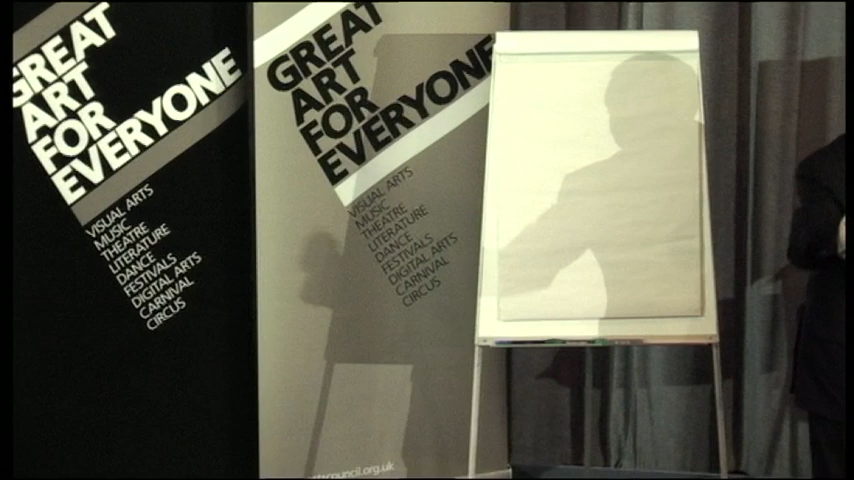 GREAT
ART
FOR
EVERYONE
VISUAL ARTS
MUSIC
THEATRE
LITERATURE
DANCE
FESTIVALS
DIGITAL ARTS
CARNIVAL
CIRCUS
GREAT
ART
FOR
EVERYONE
VISUAL ARTS
MUSIC
THEATRE
LITERATURE
DANCE
FESTIVALS
DIGITAL ARTS
CARNIVAL
CIRCUS